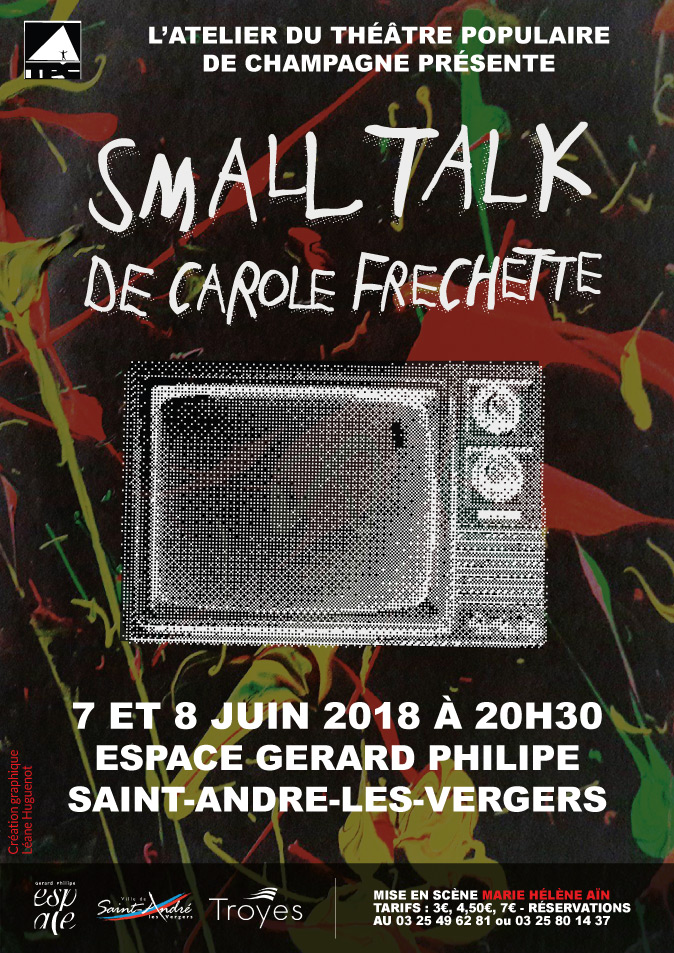 L'ATELIER DU THÉÂTRE POPULAIRE
DE CHAMPAGNE PRÉSENTE
SMALL TALK
DE CAROLE FRECHETTE
7 ET 8 JUIN 2018 À 20H30
ESPACE GERARD PHILIPE
SAINT-ANDRE-LES-VERGERS
Création graphique
Léane Huguenot
gerard philipe
esp
ace
Ville de
Saint-André
les Vergers
Troyes
MISE EN SCÈNE MARIE HÉLÈNE AÏN
TARIFS : 3€, 4,50€, 7€ - RÉSERVATIONS
AU 03 25 49 62 81 ou 03 25 80 14 37